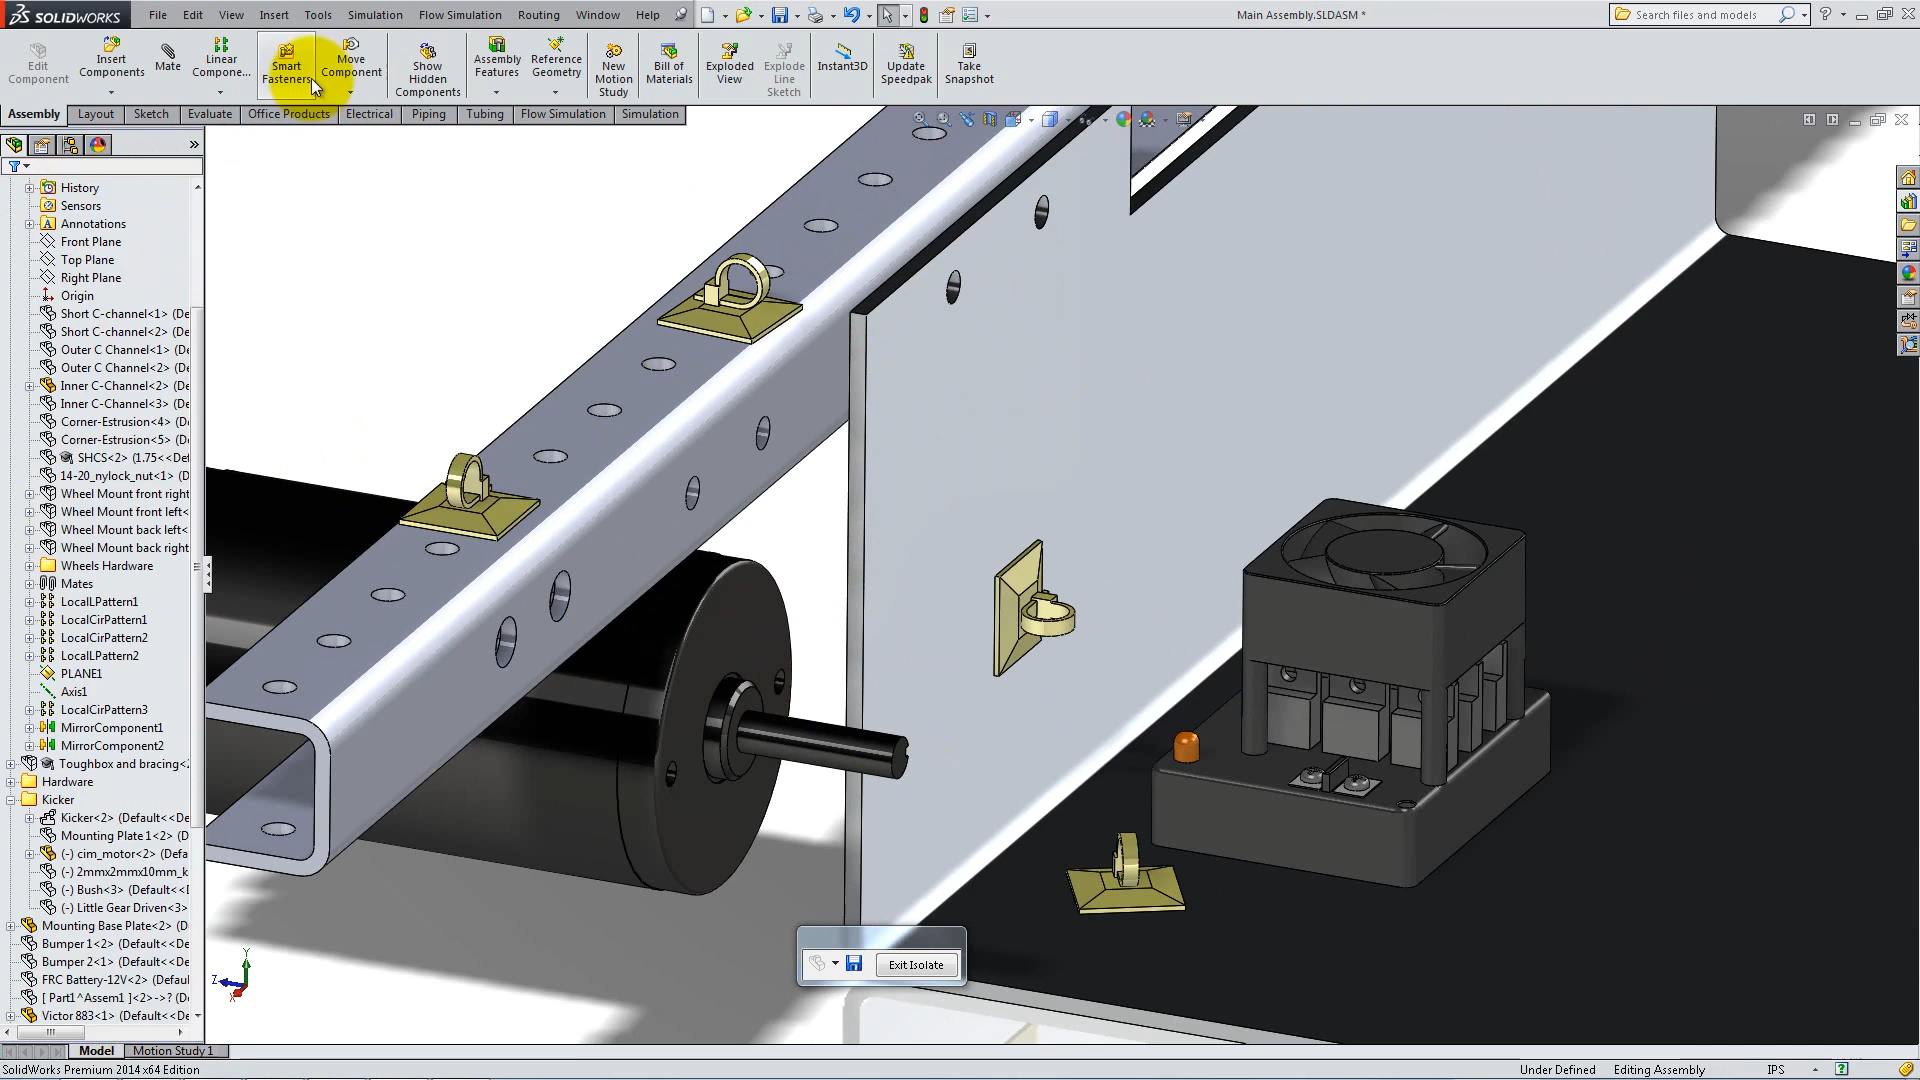 SOLIDWORKS File Edit View Insert Tools Simulation Flow Simulation Routing Window Help Main Assembly.SLDASM * Search files and models
Edit Component
Insert Components
Mate
Linear Compone...
Smart Fasteners
Move Component
Show Hidden Components
Assembly Features
Reference Geometry
New Motion Study
Bill of Materials
Exploded View
Explode Line Sketch
Instant3D
Update Speedpak
Take Snapshot
Assembly Layout Sketch Evaluate Office Products Electrical Piping Tubing Flow Simulation Simulation
History
Sensors
Annotations
Front Plane
Top Plane
Right Plane
Origin
Short C-channel<1> (De
Short C-channel<2> (De
Outer C Channel<1> (De
Outer C Channel<2> (De
Inner C-Channel<2> (De
Inner C-Channel<3> (De
Corner-Estrusion<4> (D
Corner-Estrusion<5> (D
SHCS<2> (1.75<<Def
14-20_nylock_nut<1> (D
Wheel Mount front right
Wheel Mount front left<
Wheel Mount back left<
Wheel Mount back right
Wheels Hardware
Mates
LocalLPattern1
LocalCirPattern1
LocalCirPattern2
LocalLPattern2
PLANE1
Axis1
LocalCirPattern3
MirrorComponent1
MirrorComponent2
Toughbox and bracing<2
Hardware
Kicker
Kicker<2> (Default<<De
Mounting Plate 1<2> (D
(-) cim_motor<2> (Defa
(-) 2mmx2mmx10mm_k
(-) Bush<3> (Default<<D
(-) Little Gear Driven<3>
Mounting Base Plate<2> (D
Bumper 1<2> (Default<<De
Bumper 2<1> (Default<<De
FRC Battery-12V<2> (Defaul
[ Part1^Assem1 ]<2>->? (D
Victor 883<1> (Default<<De
Y
Z
X
Exit Isolate
Model Motion Study 1
SolidWorks Premium 2014 x64 Edition Under Defined Editing Assembly IPS